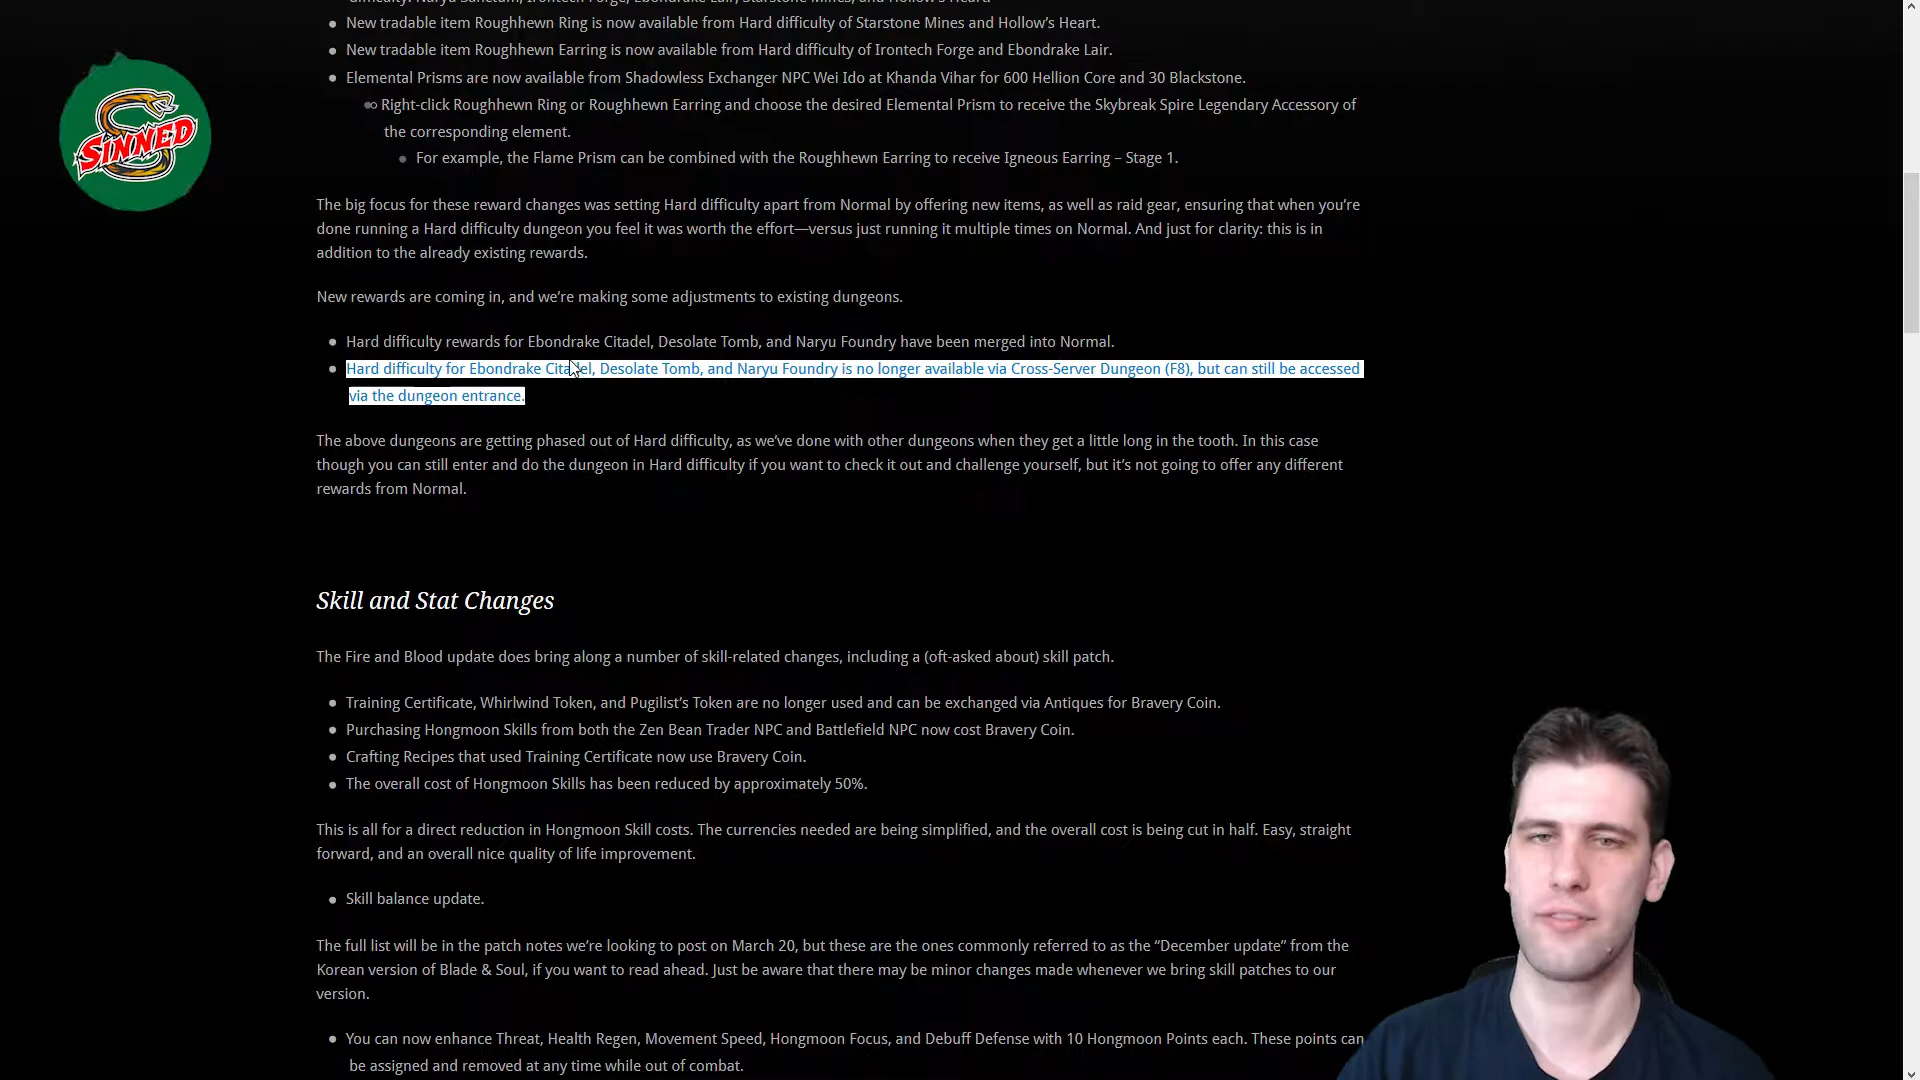 New tradable item Roughhewn Ring is now available from Hard difficulty of Starstone Mines and Hollow's Heart.
New tradable item Roughhewn Earring is now available from Hard difficulty of Irontech Forge and Ebondrake Lair.
Elemental Prisms are now available from Shadowless Exchanger NPC Wei Ido at Khanda Vihar for 600 Hellion Core and 30 Blackstone.
Right-click Roughhewn Ring or Roughhewn Earring and choose the desired Elemental Prism to receive the Skybreak Spire Legendary Accessory of
the corresponding element.
SINNED
For example, the Flame Prism can be combined with the Roughhewn Earring to receive Igneous Earring – Stage 1.
The big focus for these reward changes was setting Hard difficulty apart from Normal by offering new items, as well as raid gear, ensuring that when you're
done running a Hard difficulty dungeon you feel it was worth the effort—versus just running it multiple times on Normal. And just for clarity: this is in
addition to the already existing rewards.
New rewards are coming in, and we're making some adjustments to existing dungeons.
Hard difficulty rewards for Ebondrake Citadel, Desolate Tomb, and Naryu Foundry have been merged into Normal.
Hard difficulty for Ebondrake Citadel, Desolate Tomb, and Naryu Foundry is no longer available via Cross-Server Dungeon (F8), but can still be accessed
via the dungeon entrance.
The above dungeons are getting phased out of Hard difficulty, as we've done with other dungeons when they get a little long in the tooth. In this case
though you can still enter and do the dungeon in Hard difficulty if you want to check it out and challenge yourself, but it's not going to offer any different
rewards from Normal.
Skill and Stat Changes
The Fire and Blood update does bring along a number of skill-related changes, including a (oft-asked about) skill patch.
Training Certificate, Whirlwind Token, and Pugilist's Token are no longer used and can be exchanged via Antiques for Bravery Coin.
Purchasing Hongmoon Skills from both the Zen Bean Trader NPC and Battlefield NPC now cost Bravery Coin.
Crafting Recipes that used Training Certificate now use Bravery Coin.
The overall cost of Hongmoon Skills has been reduced by approximately 50%.
This is all for a direct reduction in Hongmoon Skill costs. The currencies needed are being simplified, and the overall cost is being cut in half. Easy, straight
forward, and an overall nice quality of life improvement.
Skill balance update.
The full list will be in the patch notes we're looking to post on March 20, but these are the ones commonly referred to as the “December update” from the
Korean version of Blade & Soul, if you want to read ahead. Just be aware that there may be minor changes made whenever we bring skill patches to our
version.
You can now enhance Threat, Health Regen, Movement Speed, Hongmoon Focus, and Debuff Defense with 10 Hongmoon Points each. These points can
be assigned and removed at any time while out of combat.